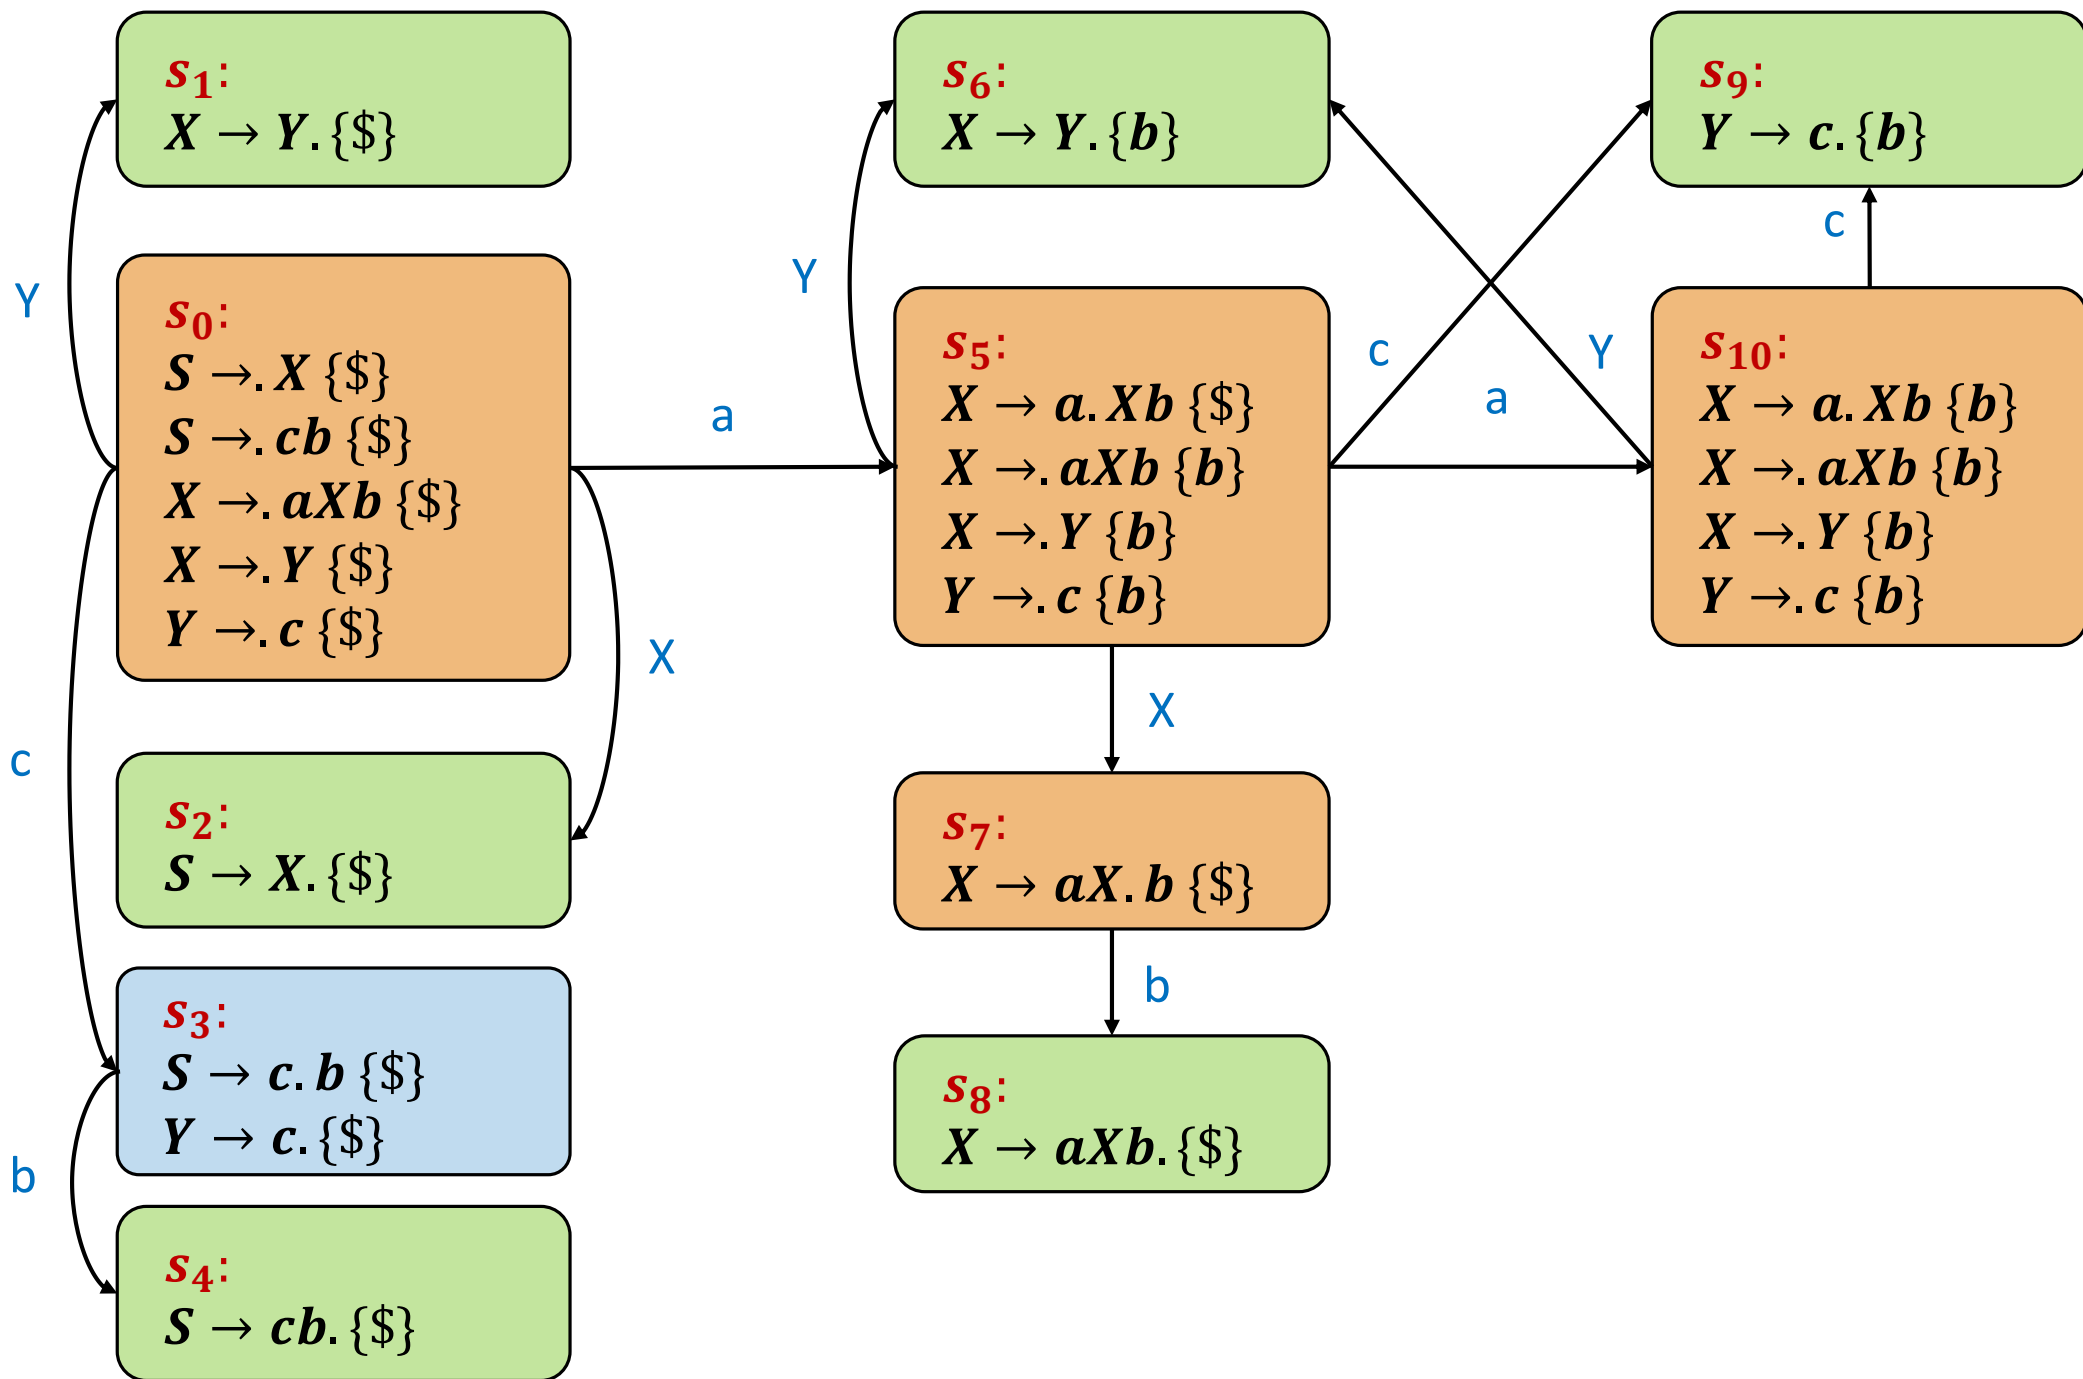 s₁:
X → Y. {$}
Y
s₀:
S →. X {$}
S →. cb {$}
X →. aXb {$}
X →. Y {$}
Y →. c {$}
a
X
c
s₂:
S → X. {$}
s₃:
S → c. b {$}
Y → c. {$}
b
s₄:
S → cb. {$}
s₆:
X → Y. {b}
Y
s₅:
X → a. Xb {$}
X →. aXb {b}
X →. Y {b}
Y →. c {b}
c
a
Y
X
s₇:
X → aX. b {$}
b
s₈:
X → aXb. {$}
s₉:
Y → c. {b}
c
s₁₀:
X → a. Xb {b}
X →. aXb {b}
X →. Y {b}
Y →. c {b}